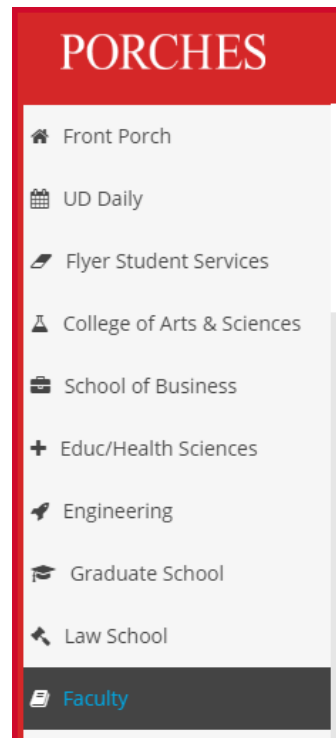 PORCHES
Front Porch
UD Daily
Flyer Student Services
College of Arts & Sciences
School of Business
Educ/Health Sciences
Engineering
Graduate School
Law School
Faculty